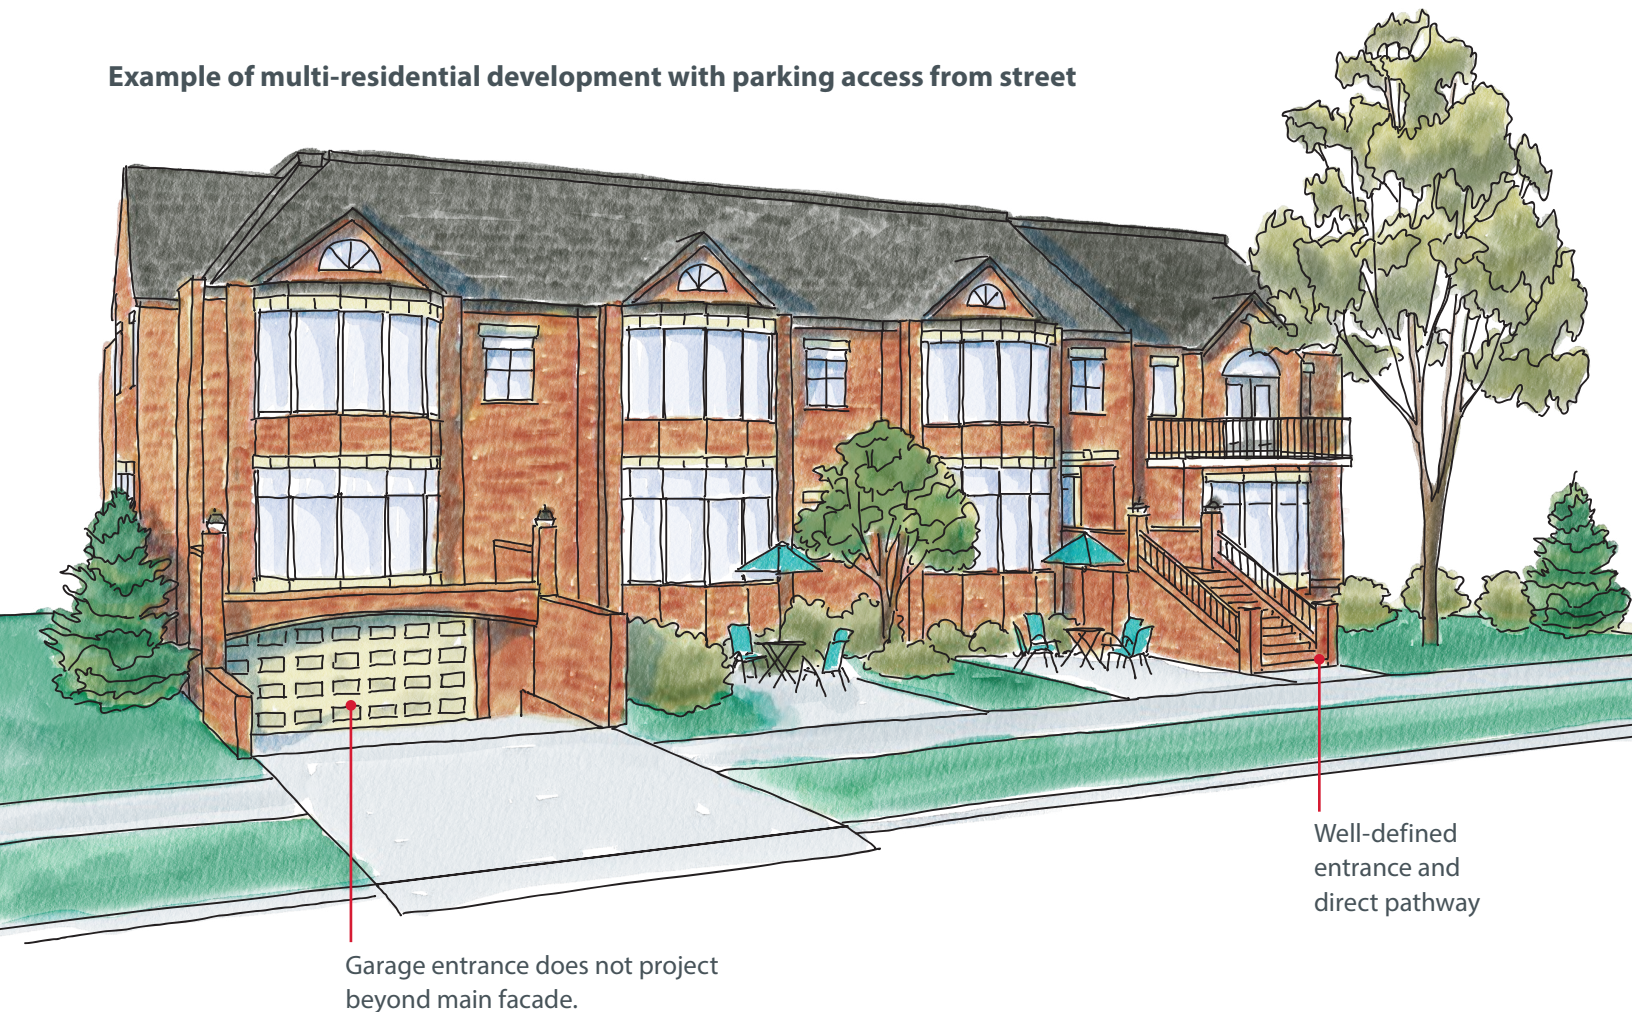 Example of multi-residential development with parking access from street
Well-defined
entrance and
direct pathway
Garage entrance does not project
beyond main facade.